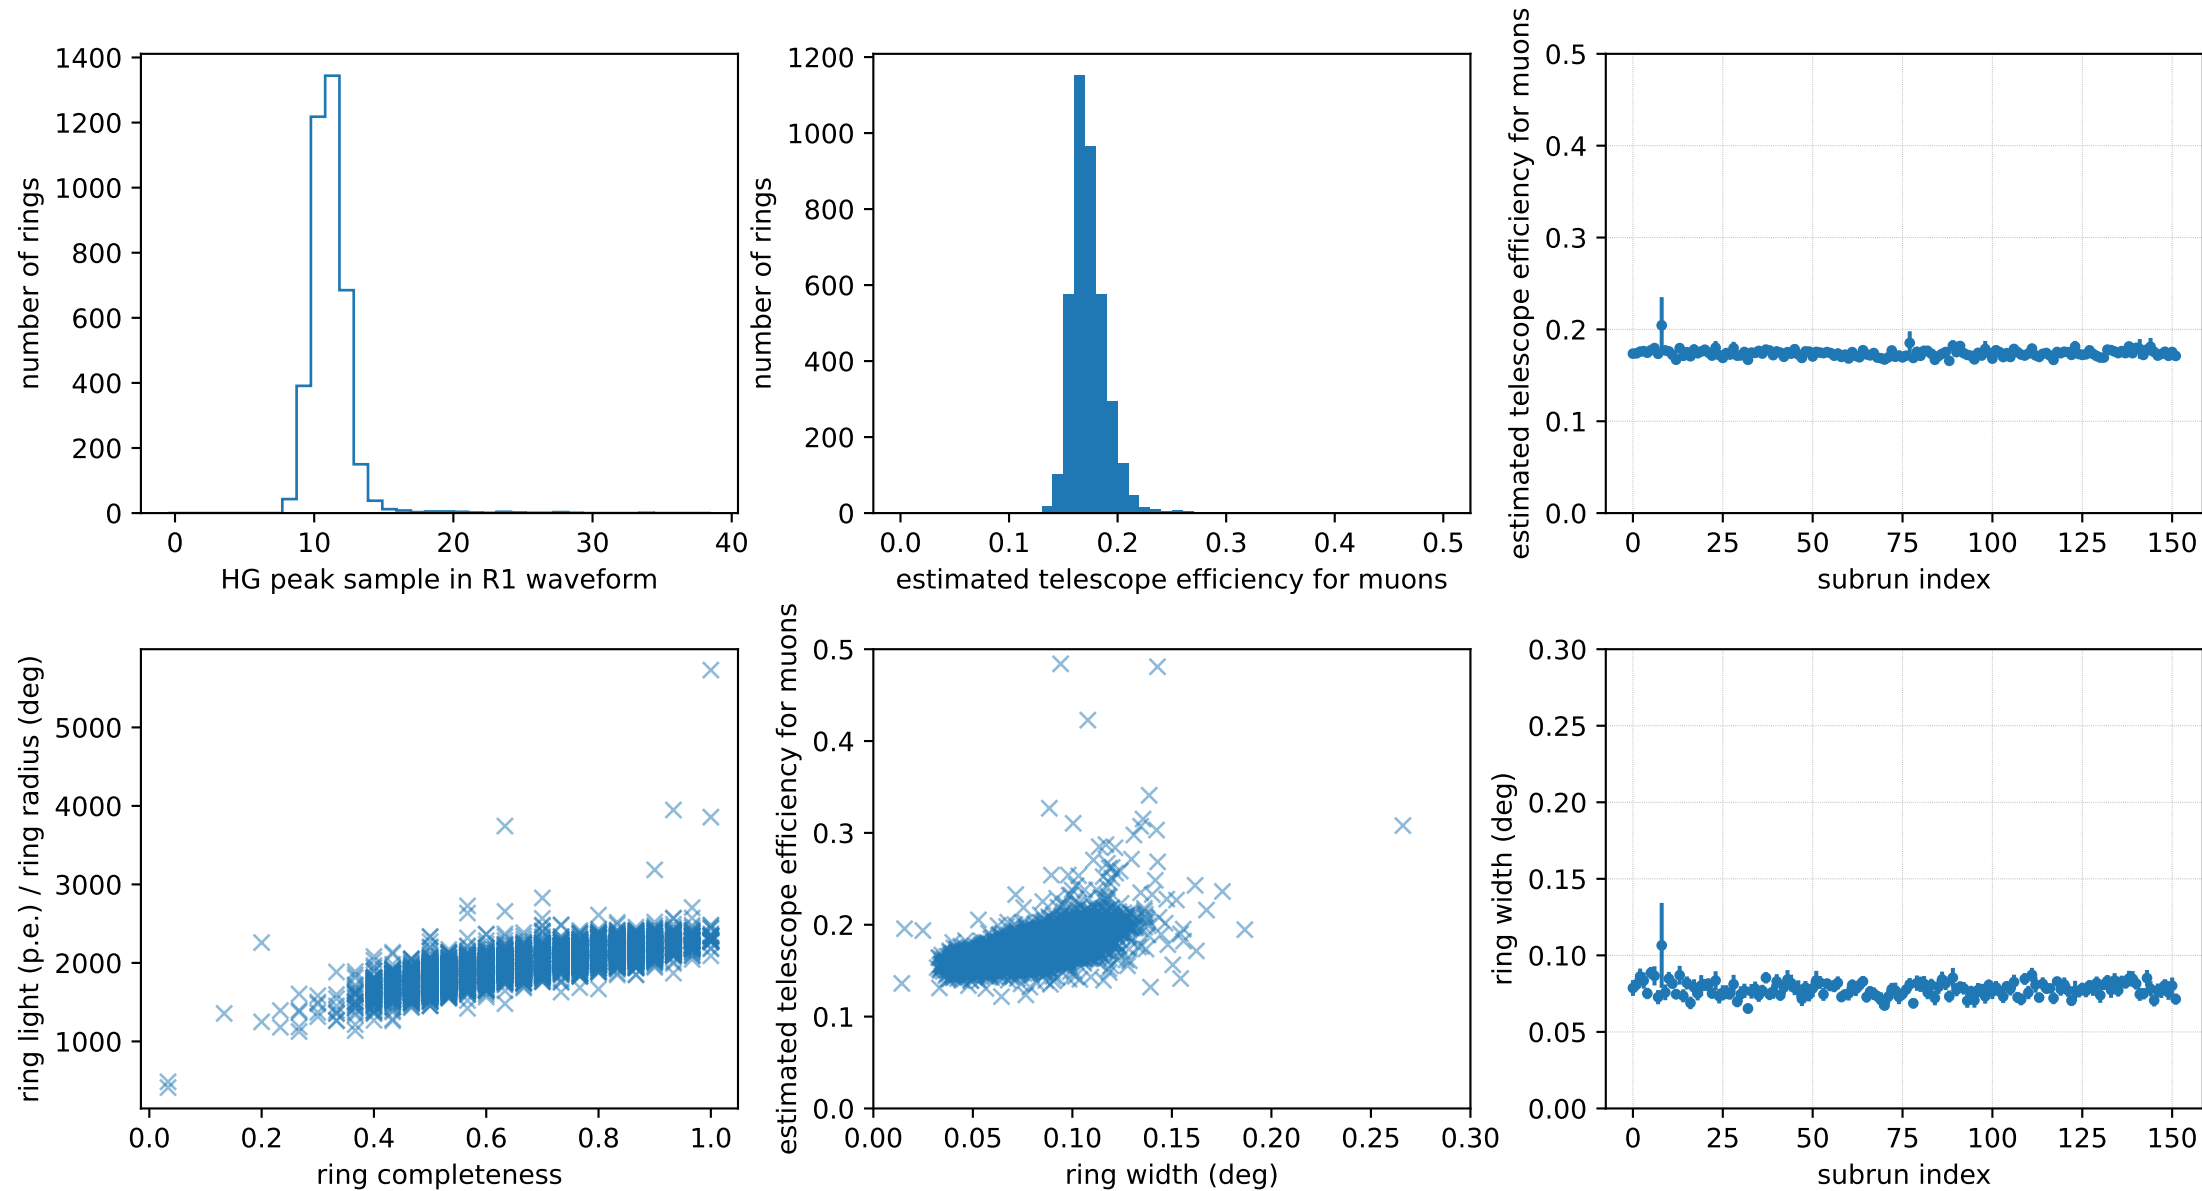 1400
1200
1000
800
600
400
200
0
number of rings
0 10 20 30 40
HG peak sample in R1 waveform
1200
1000
800
600
400
200
0
number of rings
0.0 0.1 0.2 0.3 0.4 0.5
estimated telescope efficiency for muons
0.5
0.4
0.3
0.2
0.1
0.0
estimated telescope efficiency for muons
0 25 50 75 100 125 150
subrun index
5000
4000
3000
2000
1000
ring light (p.e.) / ring radius (deg)
0.0 0.2 0.4 0.6 0.8 1.0
ring completeness
0.5
0.4
0.3
0.2
0.1
0.0
estimated telescope efficiency for muons
0.00 0.05 0.10 0.15 0.20 0.25 0.30
ring width (deg)
0.30
0.25
0.20
0.15
0.10
0.05
0.00
ring width (deg)
0 25 50 75 100 125 150
subrun index